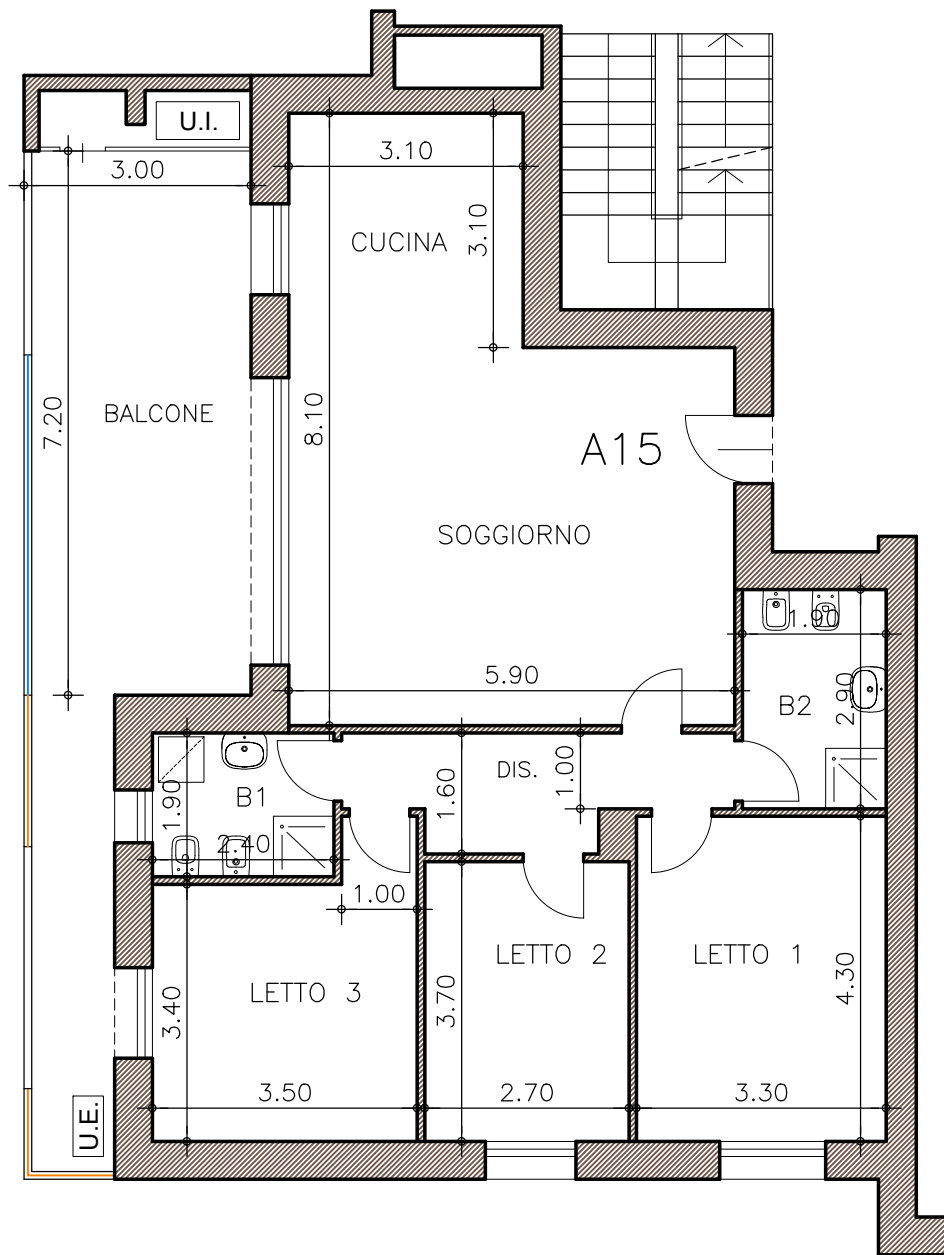 U.I.
3.10
3.00
CUCINA
3.10
7.20
BALCONE
8.10
A15
SOGGIORNO
1.90
5.90
B2
2.90
DIS.
1.00
1.60
B1
1.90
2.40
1.00
LETTO 2
LETTO 1
LETTO 3
3.40
3.70
4.30
3.50
2.70
3.30
U.E.